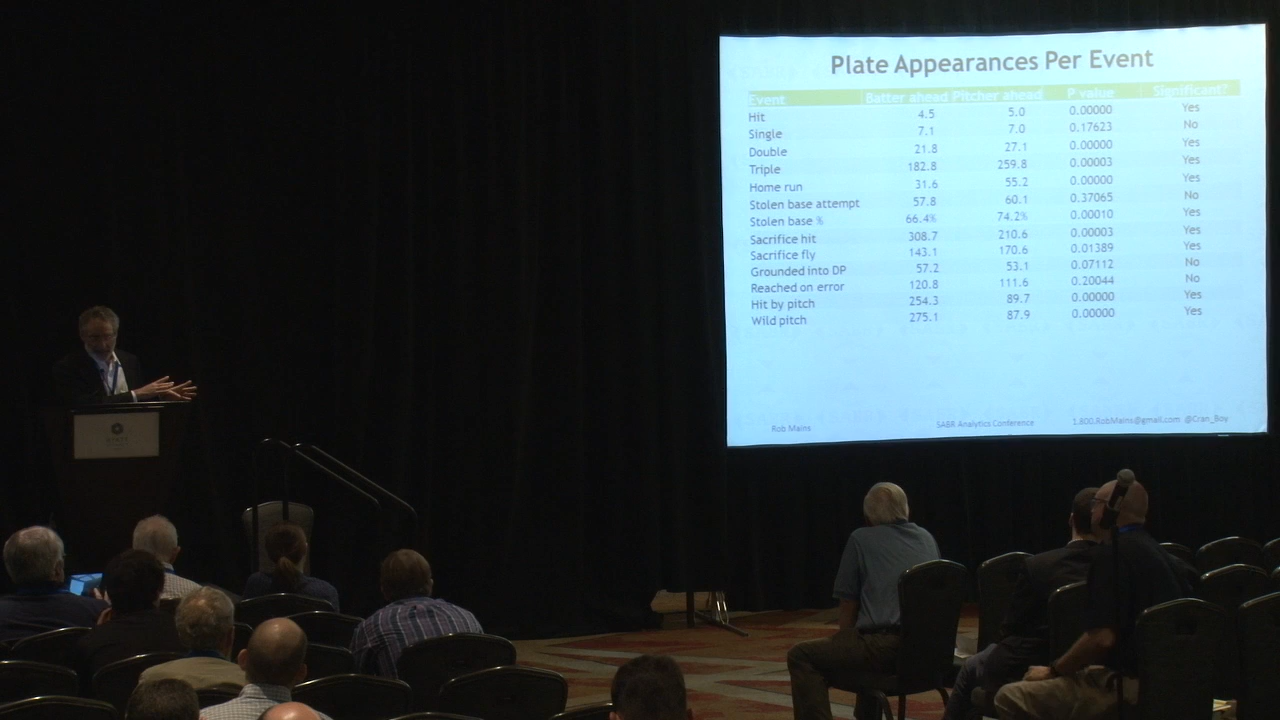 Plate Appearances Per Event
Event Batter ahead Pitcher ahead P value Significant?
Hit 4.5 5.0 0.00000 Yes
Single 7.1 7.0 0.17623 No
Double 21.8 27.1 0.00000 Yes
Triple 182.8 259.8 0.00003 Yes
Home run 31.6 55.2 0.00000 Yes
Stolen base attempt 57.8 60.1 0.37065 No
Stolen base % 66.4% 74.2% 0.00010 Yes
Sacrifice hit 308.7 210.6 0.00003 Yes
Sacrifice fly 143.1 170.6 0.01389 Yes
Grounded into DP 57.2 53.1 0.07112 No
Reached on error 120.8 111.6 0.20044 No
Hit by pitch 254.3 89.7 0.00000 Yes
Wild pitch 275.1 87.9 0.00000 Yes
Rob Mains SABR Analytics Conference 1.800.RobMains@gmail.com @Cran_Boy